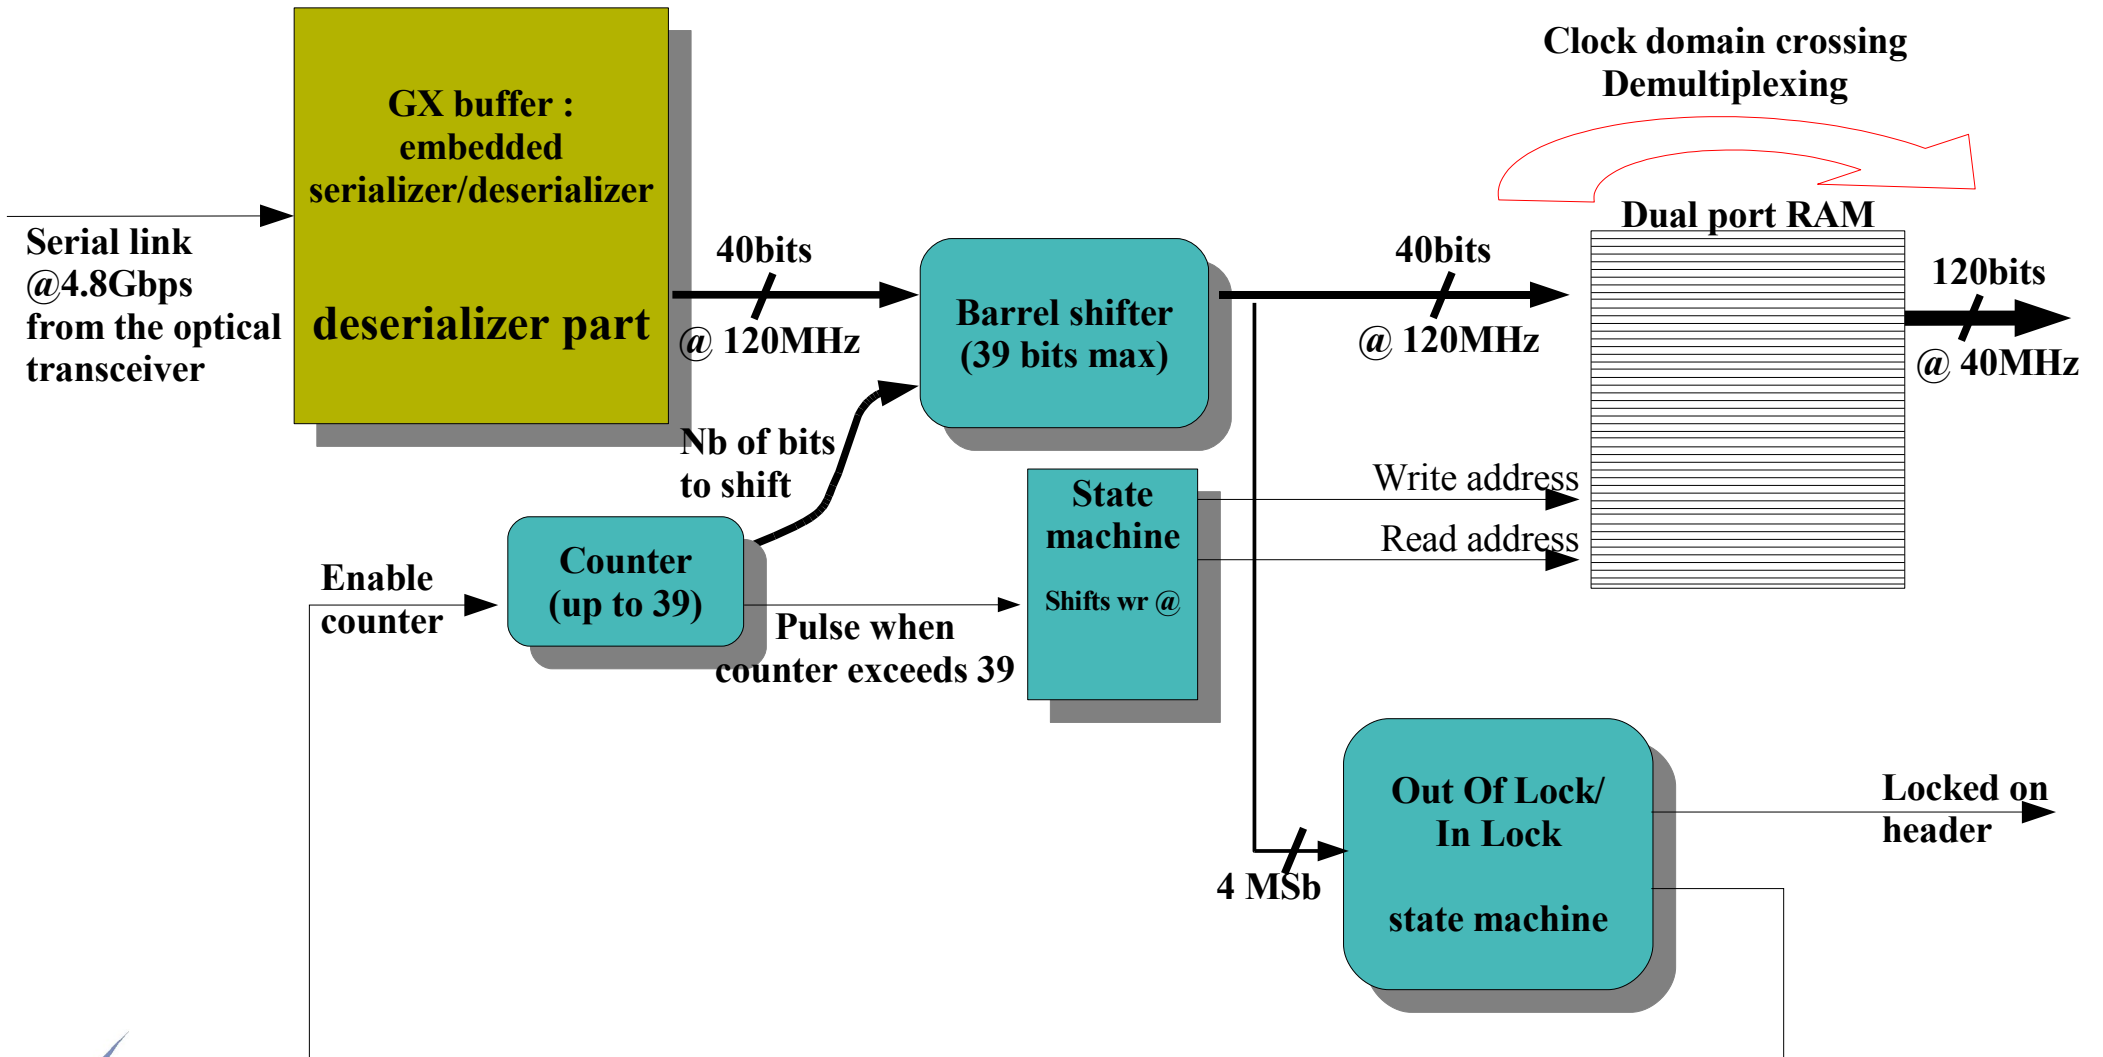 Clock domain crossing
Demultiplexing
GX buffer :
embedded
serializer/deserializer
deserializer part
Serial link
@4.8Gbps
from the optical
transceiver
40bits
@ 120MHz
Barrel shifter
(39 bits max)
40bits
@ 120MHz
Dual port RAM
120bits
@ 40MHz
Nb of bits
to shift
State
machine
Shifts wr @
Write address
Read address
Enable
counter
Counter
(up to 39)
Pulse when
counter exceeds 39
4 MSb
Out Of Lock/
In Lock
state machine
Locked on
header